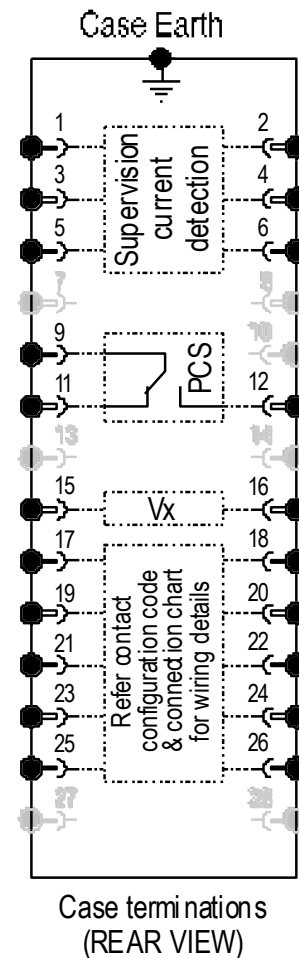 Case Earth
1 2
3 4
5 6
Supervision
current
detection
7 8
9 10
11 12
PCS
13 14
15 Vx 16
17 18
19 20
21 22
23 24
25 26
Refer contact
configuration code
& connection chart
for wiring details
27 28
Case terminations
(REAR VIEW)